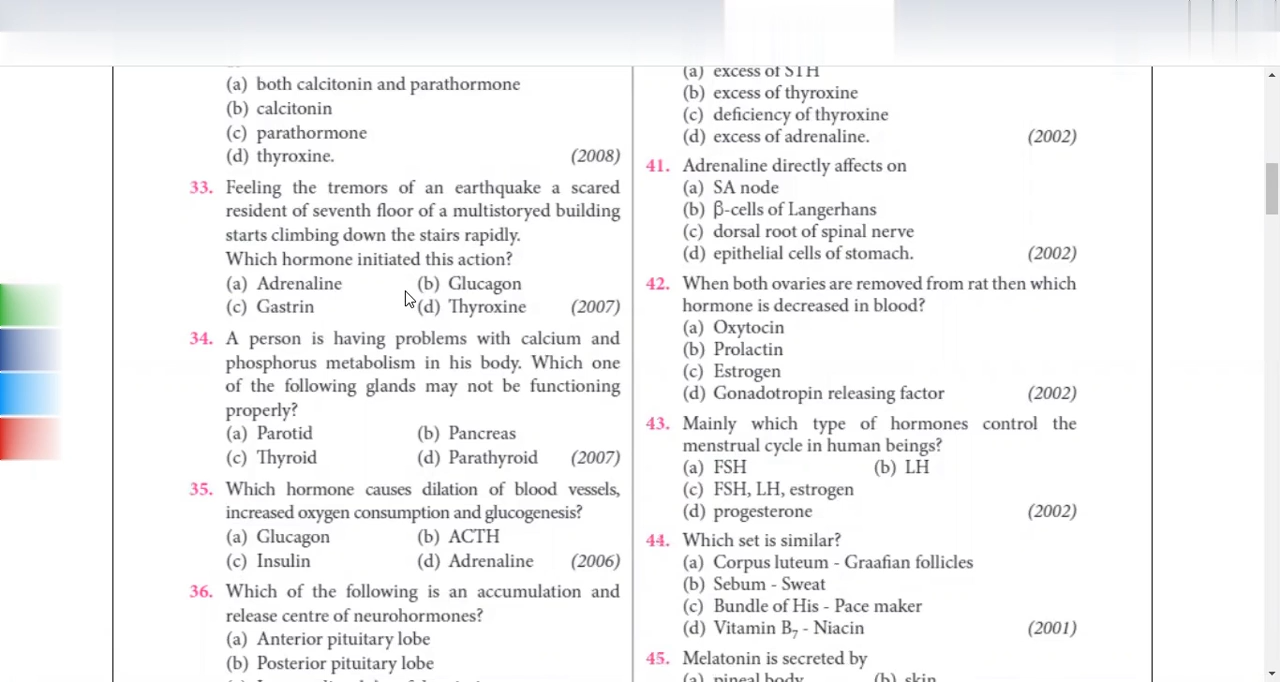 (a) both calcitonin and parathormone
(b) calcitonin
(c) parathormone
(d) thyroxine. (2008)
33. Feeling the tremors of an earthquake a scared
resident of seventh floor of a multistoryed building
starts climbing down the stairs rapidly.
Which hormone initiated this action?
(a) Adrenaline (b) Glucagon
(c) Gastrin (d) Thyroxine (2007)
34. A person is having problems with calcium and
phosphorus metabolism in his body. Which one
of the following glands may not be functioning
properly?
(a) Parotid (b) Pancreas
(c) Thyroid (d) Parathyroid (2007)
35. Which hormone causes dilation of blood vessels,
increased oxygen consumption and glucogenesis?
(a) Glucagon (b) ACTH
(c) Insulin (d) Adrenaline (2006)
36. Which of the following is an accumulation and
release centre of neurohormones?
(a) Anterior pituitary lobe
(b) Posterior pituitary lobe
(a) excess of STH
(b) excess of thyroxine
(c) deficiency of thyroxine
(d) excess of adrenaline. (2002)
41. Adrenaline directly affects on
(a) SA node
(b) β-cells of Langerhans
(c) dorsal root of spinal nerve
(d) epithelial cells of stomach. (2002)
42. When both ovaries are removed from rat then which
hormone is decreased in blood?
(a) Oxytocin
(b) Prolactin
(c) Estrogen
(d) Gonadotropin releasing factor (2002)
43. Mainly which type of hormones control the
menstrual cycle in human beings?
(a) FSH (b) LH
(c) FSH, LH, estrogen
(d) progesterone (2002)
44. Which set is similar?
(a) Corpus luteum - Graafian follicles
(b) Sebum - Sweat
(c) Bundle of His - Pace maker
(d) Vitamin B₇ - Niacin (2001)
45. Melatonin is secreted by
(a) pineal body (b) skin